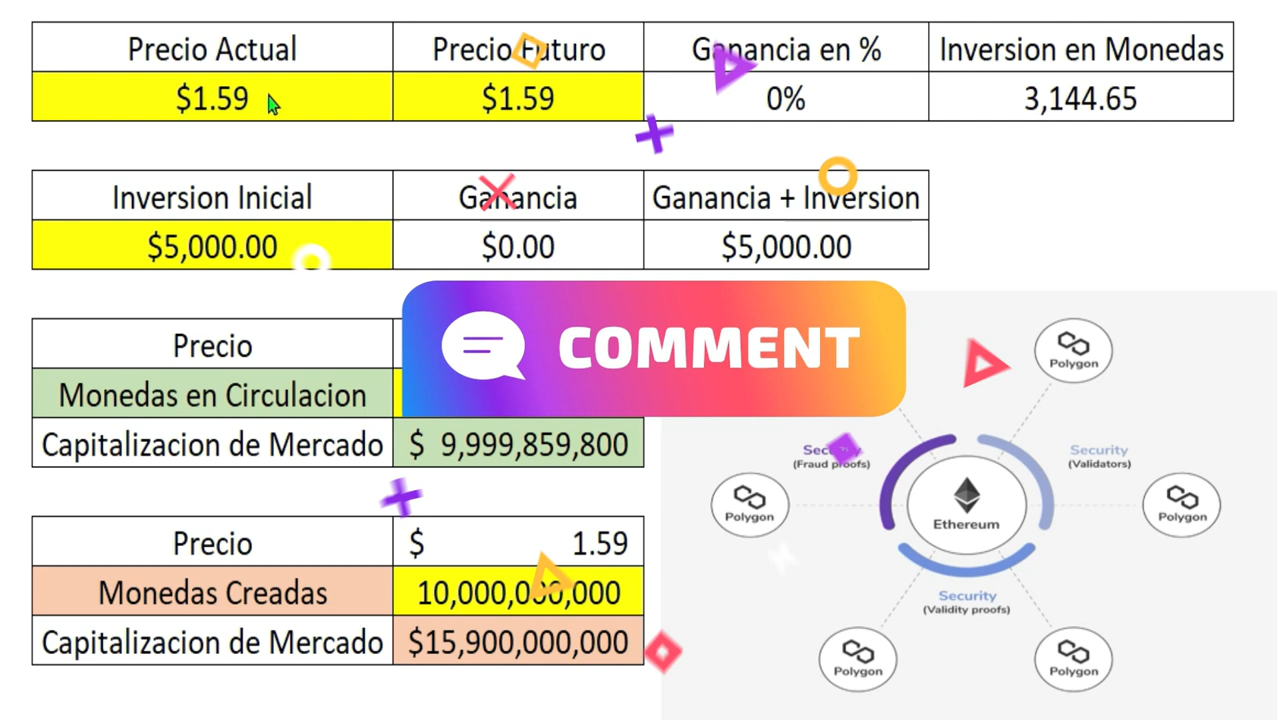 Precio Actual Precio Futuro Ganancia en % Inversion en Monedas
$1.59 $1.59 0% 3,144.65
Inversion Inicial Ganancia Ganancia + Inversion
$5,000.00 $0.00 $5,000.00
Precio
Monedas en Circulacion
Capitalizacion de Mercado $ 9,999,859,800
COMMENT
Precio $ 1.59
Monedas Creadas 10,000,000,000
Capitalizacion de Mercado $15,900,000,000
Polygon
Security
(Fraud proofs)
Security
(Validators)
Polygon
Ethereum
Polygon
Security
(Validity proofs)
Polygon
Polygon